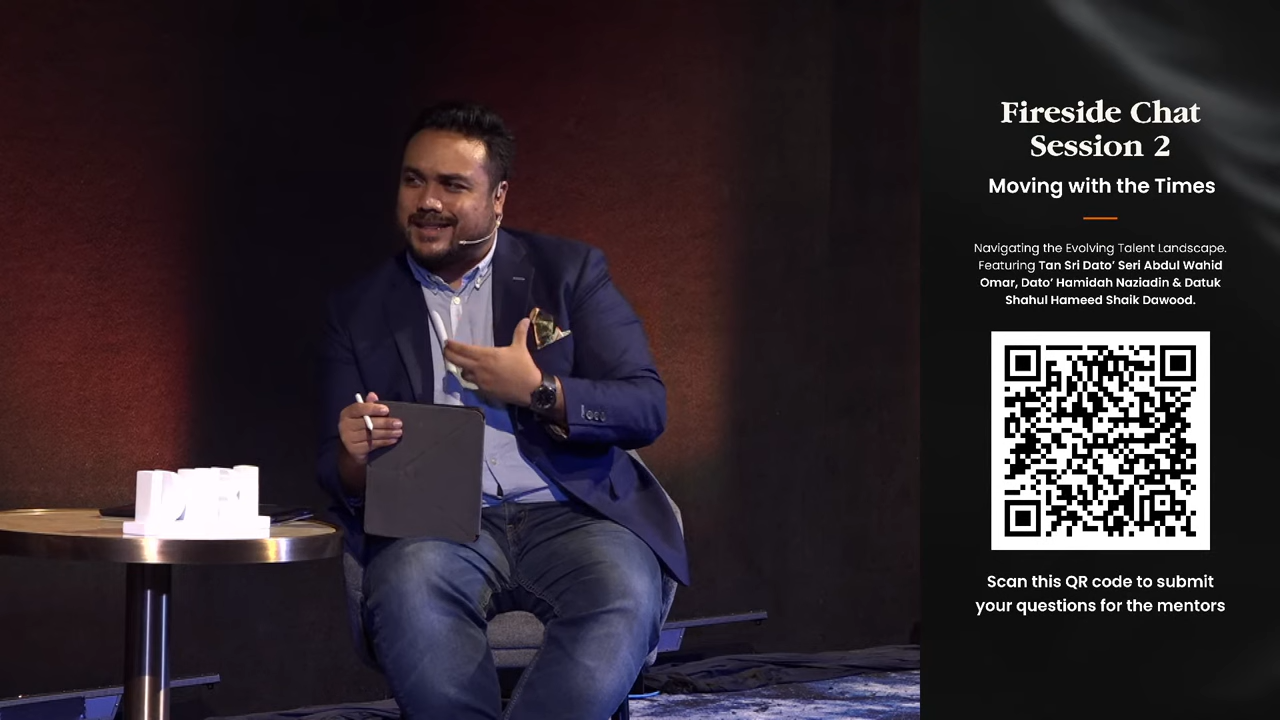 Fireside Chat
Session 2
Moving with the Times
Navigating the Evolving Talent Landscape.
Featuring Tan Sri Dato’ Seri Abdul Wahid
Omar, Dato’ Hamidah Naziadin & Datuk
Shahul Hameed Shaik Dawood.
Scan this QR code to submit
your questions for the mentors